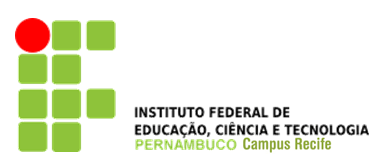 INSTITUTO FEDERAL DE
EDUCAÇÃO, CIÊNCIA E TECNOLOGIA
PERNAMBUCO Campus Recife